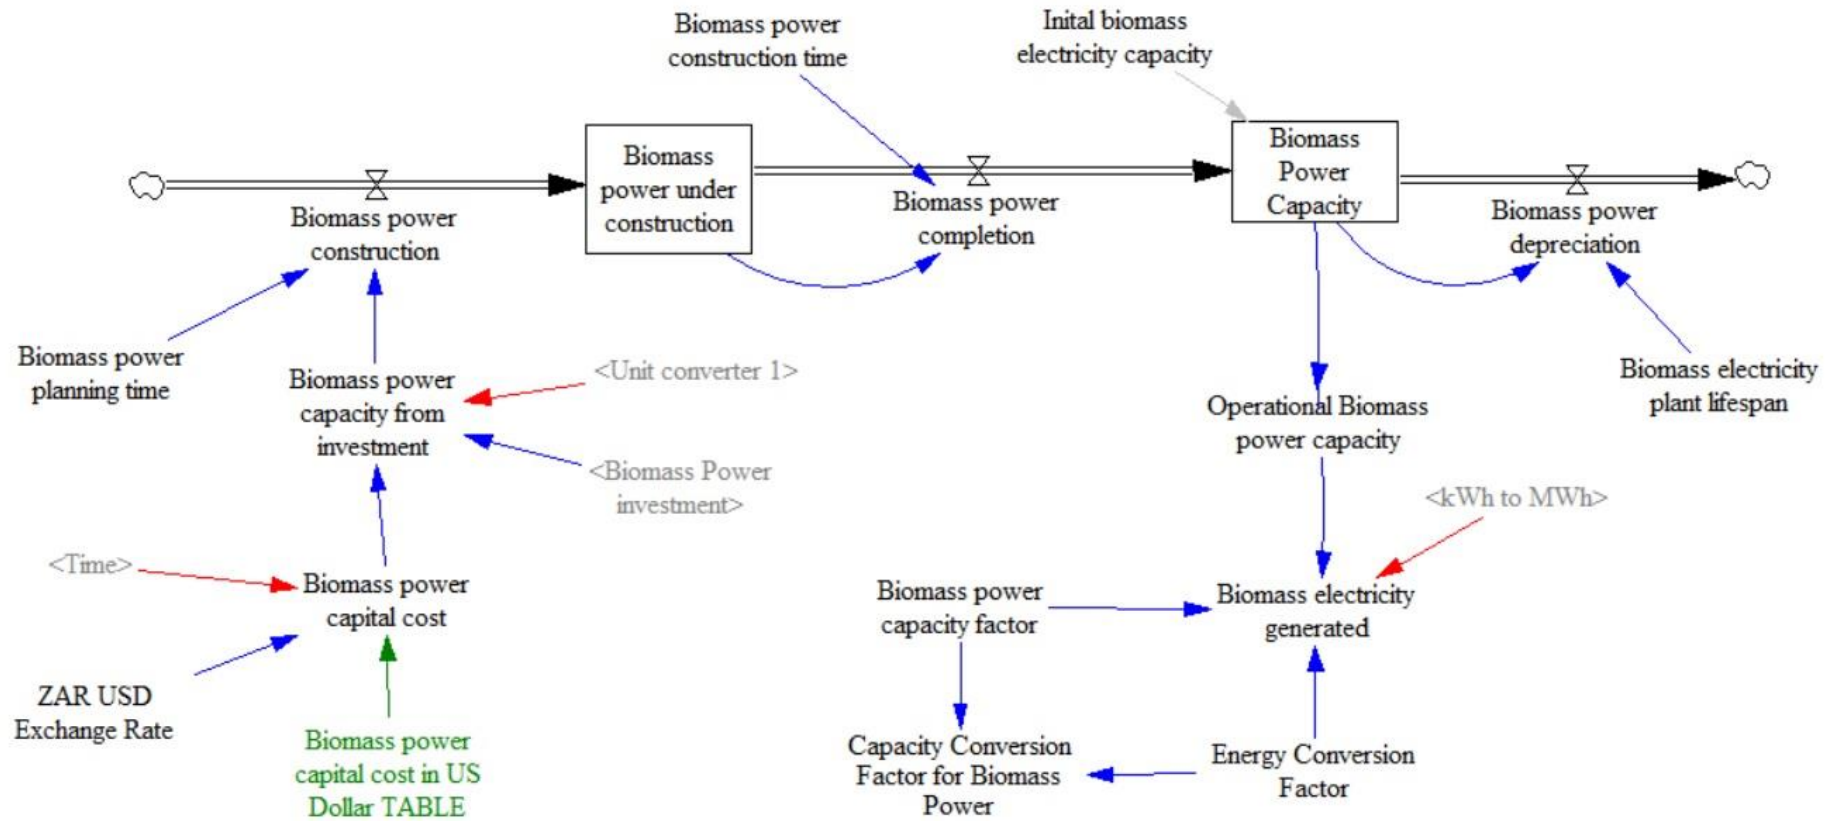 Biomass power
construction time
Inital biomass
electricity capacity
Biomass
power under
construction
Biomass
Power
Capacity
Biomass power
construction
Biomass power
completion
Biomass power
depreciation
Biomass power
planning time
Biomass power
capacity from
investment
<Unit converter 1>
<Biomass Power
investment>
Biomass electricity
plant lifespan
Operational Biomass
power capacity
<kWh to MWh>
<Time>
Biomass power
capital cost
Biomass power
capacity factor
Biomass electricity
generated
ZAR USD
Exchange Rate
Biomass power
capital cost in US
Dollar TABLE
Capacity Conversion
Factor for Biomass
Power
Energy Conversion
Factor